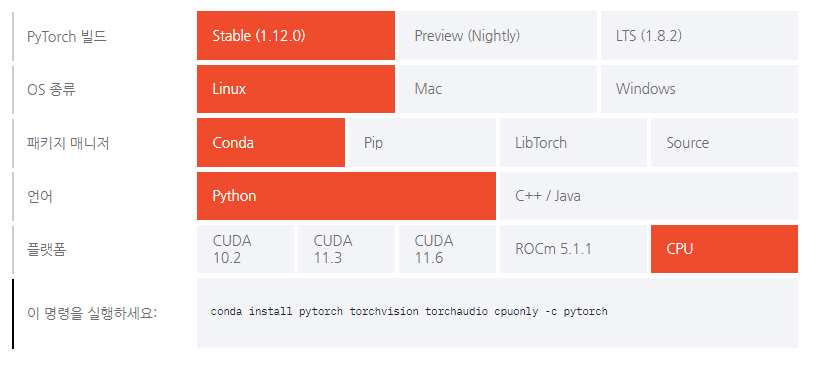 PyTorch 빌드
Stable (1.12.0)
Preview (Nightly)
LTS (1.8.2)
OS 종류
Linux
Mac
Windows
패키지 매니저
Conda
Pip
LibTorch
Source
언어
Python
C++ / Java
플랫폼
CUDA
10.2
CUDA
11.3
CUDA
11.6
ROCm 5.1.1
CPU
이 명령을 실행하세요:
conda install pytorch torchvision torchaudio cpuonly -c pytorch